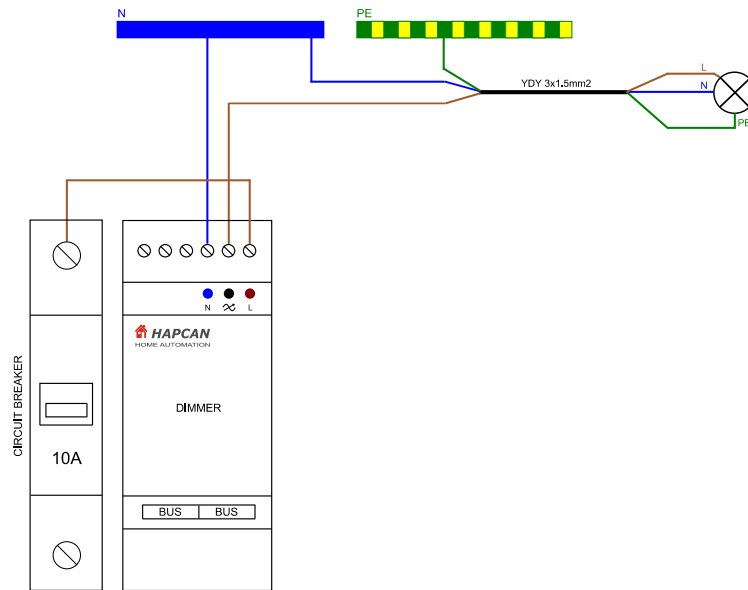 N
PE
YDY 3x1.5mm2
L
N
PE
N
L
HAPCAN
HOME AUTOMATION
CIRCUIT BREAKER
DIMMER
10A
BUS
BUS